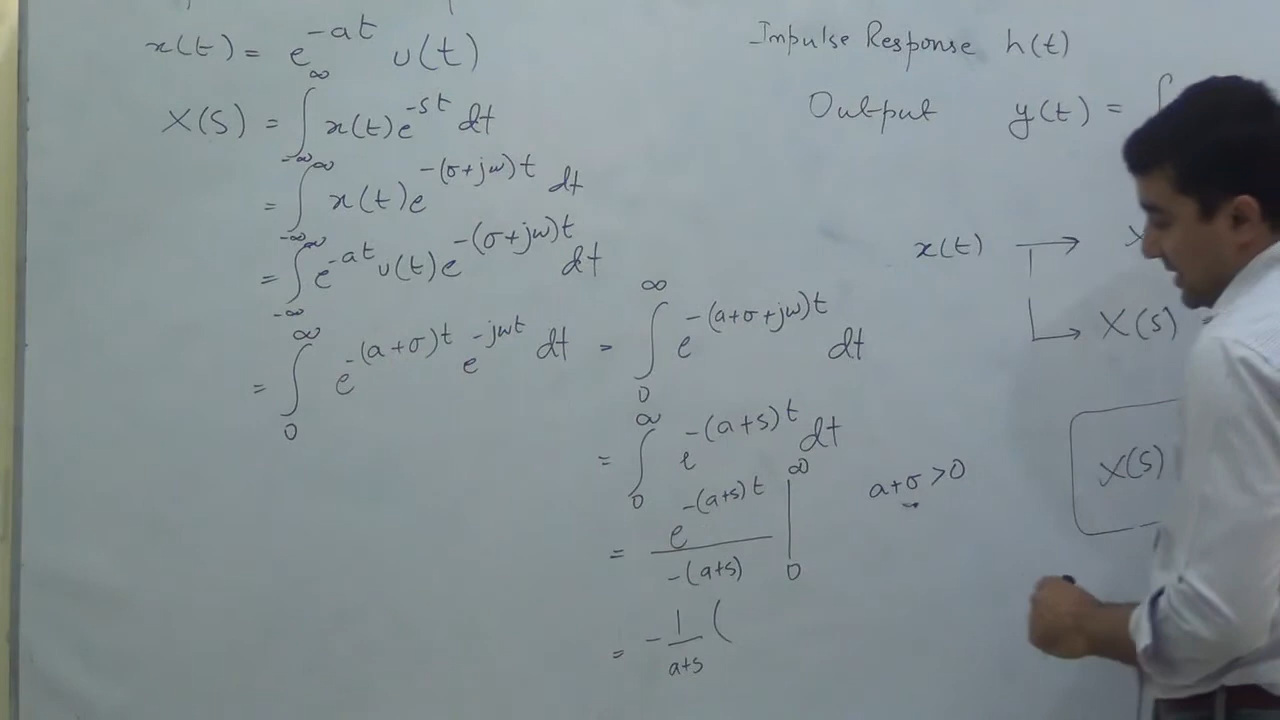 x(t) = e^{-at} u(t)
X(S) = ∫_{-∞}^{∞} x(t)e^{-st} dt
= ∫_{-∞}^{∞} x(t)e^{-(σ+jω)t} dt
= ∫_{-∞}^{∞} e^{-at} u(t)e^{-(σ+jω)t} dt
= ∫_{0}^{∞} e^{-(a+σ)t} e^{-jωt} dt = ∫_{0}^{∞} e^{-(a+σ+jω)t} dt
= ∫_{0}^{∞} e^{-(a+s)t} dt
= e^{-(a+s)t} / -(a+s) |_{0}^{∞} a+σ >0
= - 1/(a+s) (
Impulse Response h(t)
Output y(t) = ∫
x(t) → X
→ X(S)
X(S)